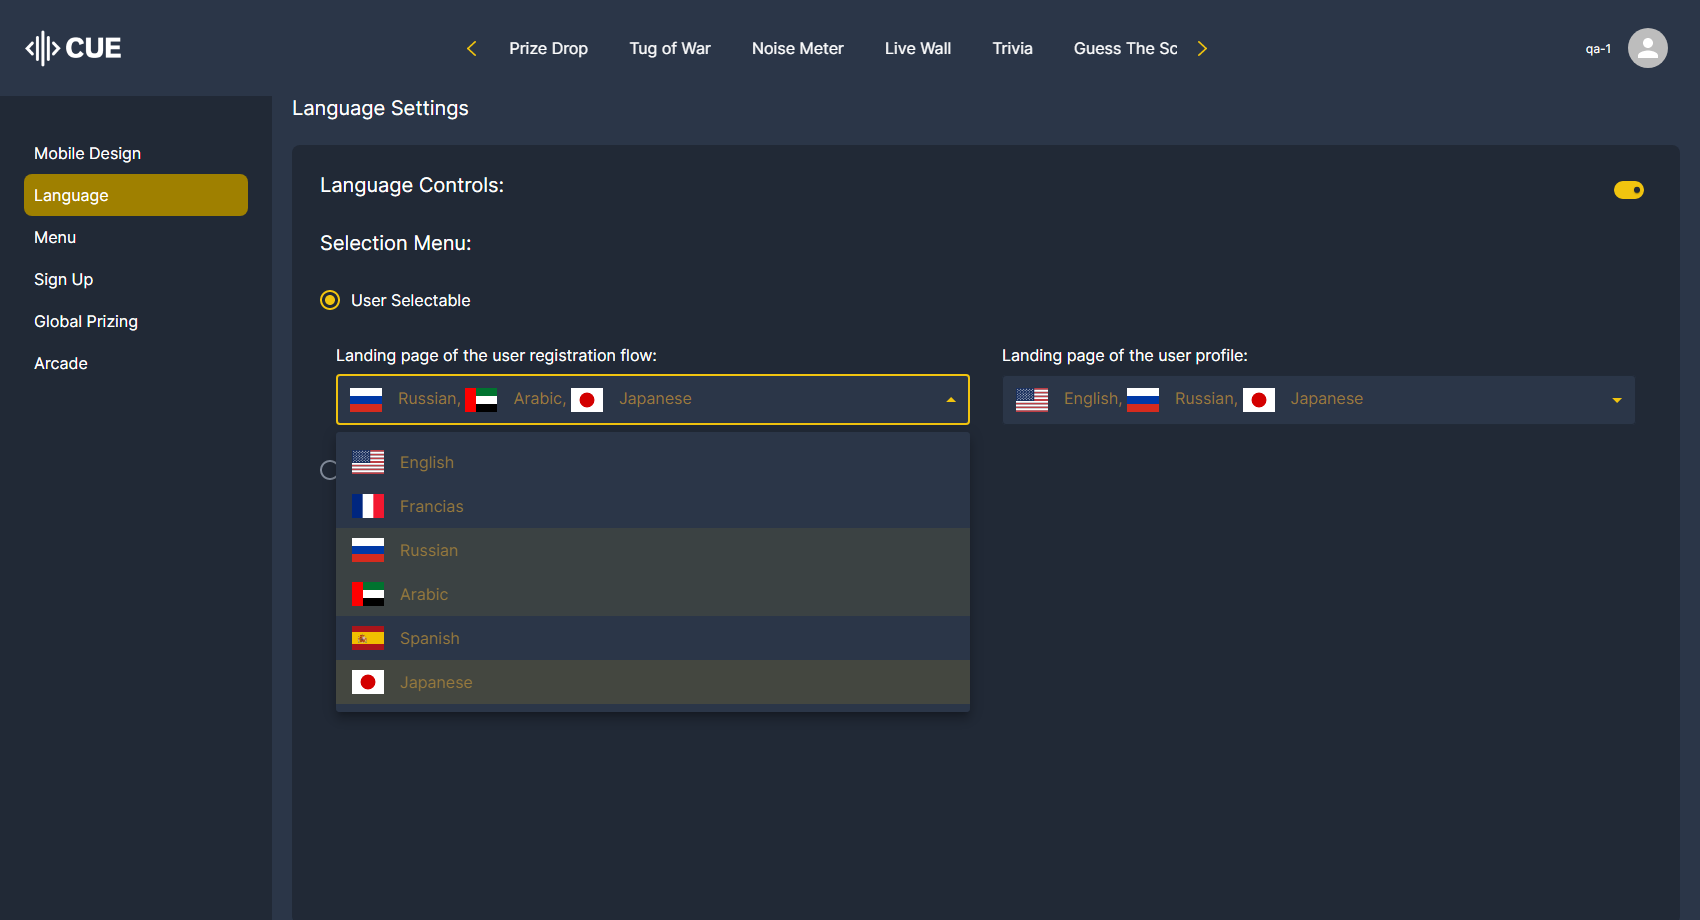 CUE
Prize Drop
Tug of War
Noise Meter
Live Wall
Trivia
Guess The Sc
qa-1
Mobile Design
Language
Menu
Sign Up
Global Prizing
Arcade
Language Settings
Language Controls:
Selection Menu:
User Selectable
Landing page of the user registration flow:
Russian, Arabic, Japanese
English
Francias
Russian
Arabic
Spanish
Japanese
Landing page of the user profile:
English, Russian, Japanese